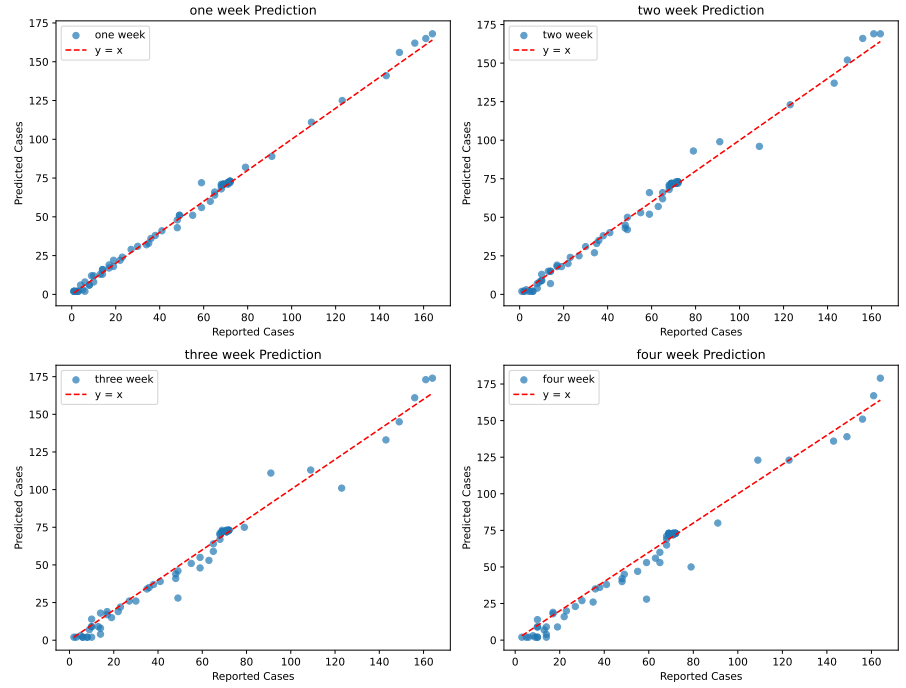 one week Prediction
one week
y = x
175
150
125
100
75
50
25
0
Predicted Cases
0 20 40 60 80 100 120 140 160
Reported Cases
two week Prediction
two week
y = x
175
150
125
100
75
50
25
0
Predicted Cases
0 20 40 60 80 100 120 140 160
Reported Cases
three week Prediction
three week
y = x
175
150
125
100
75
50
25
0
Predicted Cases
0 20 40 60 80 100 120 140 160
Reported Cases
four week Prediction
four week
y = x
175
150
125
100
75
50
25
0
Predicted Cases
0 20 40 60 80 100 120 140 160
Reported Cases